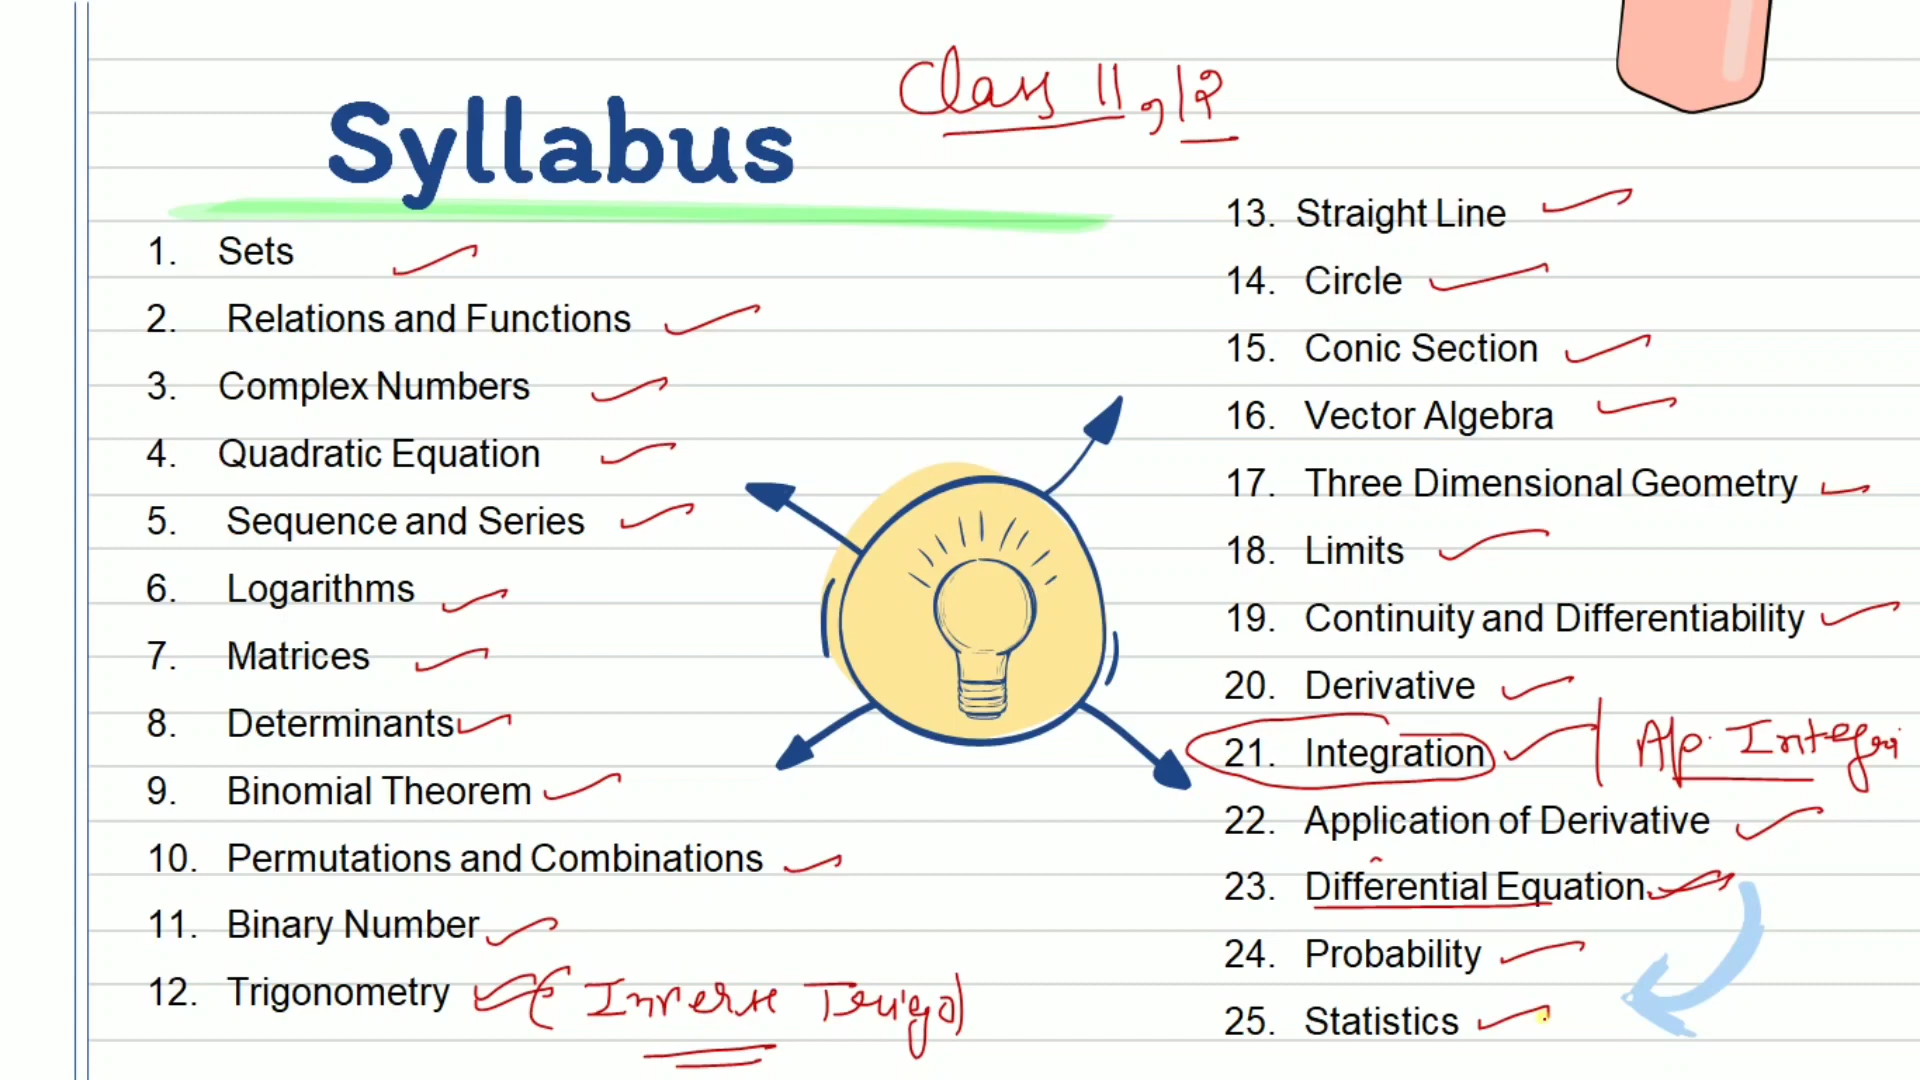 Class 11, 12
Syllabus
1. Sets
2. Relations and Functions
3. Complex Numbers
4. Quadratic Equation
5. Sequence and Series
6. Logarithms
7. Matrices
8. Determinants
9. Binomial Theorem
10. Permutations and Combinations
11. Binary Number
12. Trigonometry (Inverse Trigo)
13. Straight Line
14. Circle
15. Conic Section
16. Vector Algebra
17. Three Dimensional Geometry
18. Limits
19. Continuity and Differentiability
20. Derivative
21. Integration | Ap. Integra
22. Application of Derivative
23. Differential Equation
24. Probability
25. Statistics